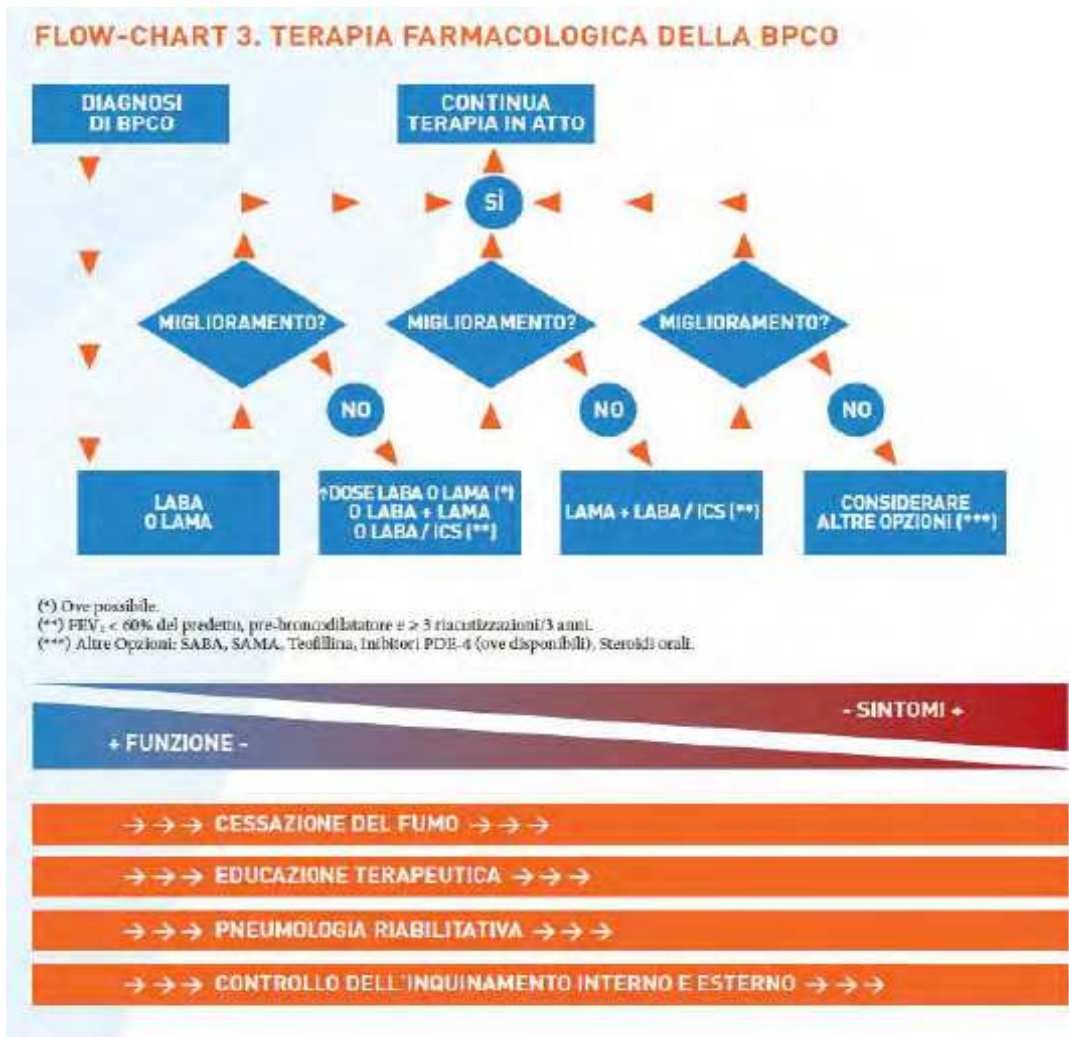 FLOW-CHART 3. TERAPIA FARMACOLOGICA DELLA BPCO
DIAGNOSI
DI BPCO
CONTINUA
TERAPIA IN ATTO
SÌ
MIGLIORAMENTO?
MIGLIORAMENTO?
MIGLIORAMENTO?
NO
NO
NO
LABA
O LAMA
↑DOSE LABA O LAMA (*)
O LABA + LAMA
O LABA / ICS (**)
LAMA + LABA / ICS (**)
CONSIDERARE
ALTRE OPZIONI (***)
(*) Ove possibile.
(**) FEV₁ < 60% del predetto, pre-broncodilatatore e ≥ 3 riacutizzazioni/3 anni.
(***) Altre Opzioni: SABA, SAMA, Teofillina, Inibitori PDE-4 (ove disponibili), Steroidi orali.
- SINTOMI +
+ FUNZIONE -
→ → → CESSAZIONE DEL FUMO → → →
→ → → EDUCAZIONE TERAPEUTICA → → →
→ → → PNEUMOLOGIA RIABILITATIVA → → →
→ → → CONTROLLO DELL'INQUINAMENTO INTERNO E ESTERNO → → →